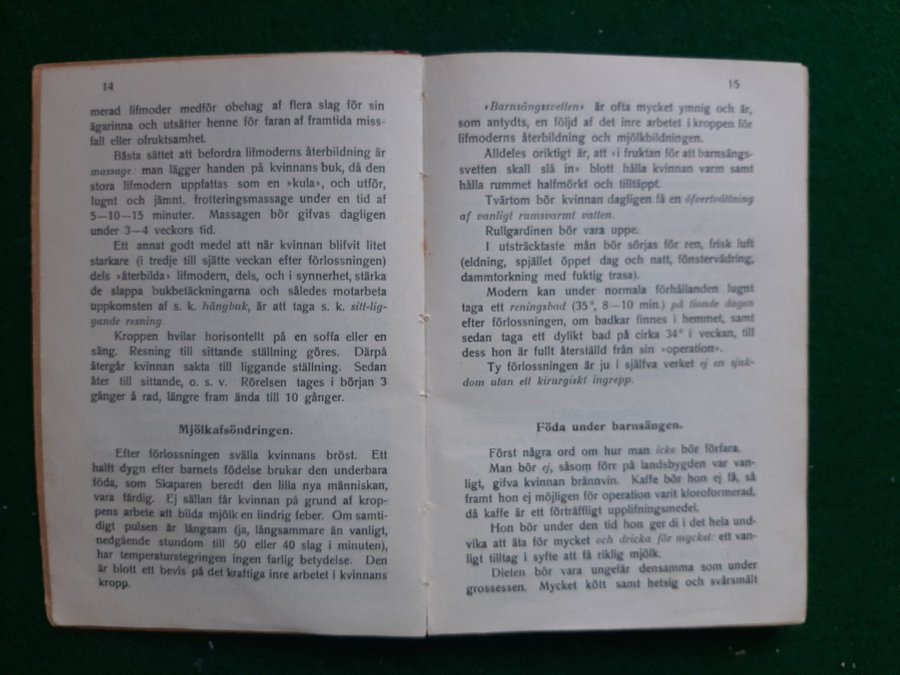 14
merad lifmoder medför obehag af flera slag för sin
ägarinna och utsätter henne för faran af framtida miss-
fall eller ofruktsamhet.
Bästa sättet att befordra lifmoderns återbildning är
massage: man lägger handen på kvinnans buk, då den
stora lifmodern uppfattas som en »kula», och utför,
lugnt och jämnt, frotteringsmassage under en tid af
5—10—15 minuter. Massagen bör gifvas dagligen
under 3—4 veckors tid.
Ett annat godt medel att när kvinnan blifvit litet
starkare (i tredje till sjätte veckan efter förlossningen)
dels »återbilda» lifmodern, dels, och i synnerhet, stärka
de slappa bukbetäckningarna och således motarbeta
uppkomsten af s. k. hängbuk, är att taga s. k. sitt-lig-
gande resning.
Kroppen hvilar horisontellt på en soffa eller en
säng. Resning till sittande ställning göres. Därpå
återgår kvinnan sakta till liggande ställning. Sedan
åter till sittande, o. s. v. Rörelsen tages i början 3
gånger å rad, längre fram ända till 10 gånger.
Mjölkafsöndringen.
Efter förlossningen svälla kvinnans bröst. Ett
halft dygn efter barnets födelse brukar den underbara
föda, som Skaparen beredt den lilla nya människan,
vara färdig. Ej sällan får kvinnan på grund af krop-
pens arbete att bilda mjölk en lindrig feber. Om samti-
digt pulsen är långsam (ja, långsammare än vanligt,
nedgående stundom till 50 eller 40 slag i minuten),
har temperaturstegringen ingen farlig betydelse. Den
är blott ett bevis på det kraftiga inre arbetet i kvinnans
kropp.
15
»Barnsängssvetten» är ofta mycket ymnig och är,
som antydts, en följd af det inre arbetet i kroppen för
lifmoderns återbildning och mjölkbildningen.
Alldeles oriktigt är, att »i fruktan för att barnsängs-
svetten skall slå in» blott hålla kvinnan varm samt
hålla rummet halfmörkt och tilltäppt.
Tvärtom bör kvinnan dagligen få en öfvertvättning
af vanligt rumsvarmt vatten.
Rullgardinen bör vara uppe.
I utsträcktaste mån bör sörjas för ren, frisk luft
(eldning, spjället öppet dag och natt, fönstervädring,
dammtorkning med fuktig trasa).
Modern kan under normala förhållanden lugnt
taga ett reningsbad (35°, 8—10 min.) på tionde dagen
efter förlossningen, om badkar finnes i hemmet, samt
sedan taga ett dylikt bad på cirka 34° i veckan, till
dess hon är fullt återställd från sin »operation».
Ty förlossningen är ju i själfva verket ej en sjuk-
dom utan ett kirurgiskt ingrepp.
Föda under barnsängen.
Först några ord om hur man icke bör förfara.
Man bör ej, såsom förr på landsbygden var van-
ligt, gifva kvinnan brännvin. Kaffe bör hon ej få, så
framt hon ej möjligen för operation varit kloroformerad,
då kaffe är ett förträffligt upplifningsmedel.
Hon bör under den tid hon ger di i det hela und-
vika att äta för mycket och dricka för mycket: ett van-
ligt tilltag i syfte att få riklig mjölk.
Dieten bör vara ungefär densamma som under
grossessen. Mycket kött samt hetsig och svårsmält